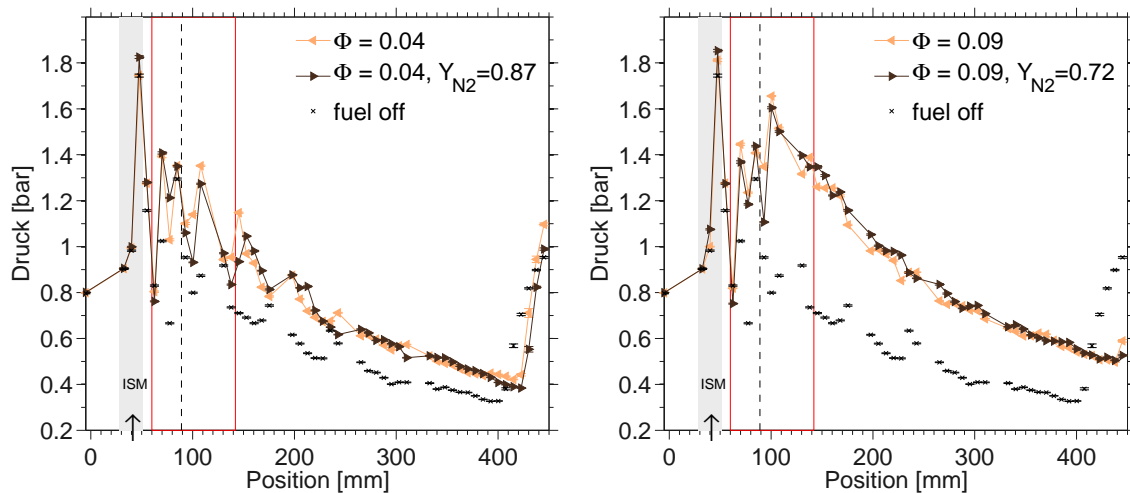 Φ = 0.04
Φ = 0.04, Y_N2=0.87
fuel off
Druck [bar]
1.8
1.6
1.4
1.2
1
0.8
0.6
0.4
0.2
ISM
0 100 200 300 400
Position [mm]
Φ = 0.09
Φ = 0.09, Y_N2=0.72
fuel off
Druck [bar]
1.8
1.6
1.4
1.2
1
0.8
0.6
0.4
0.2
ISM
0 100 200 300 400
Position [mm]